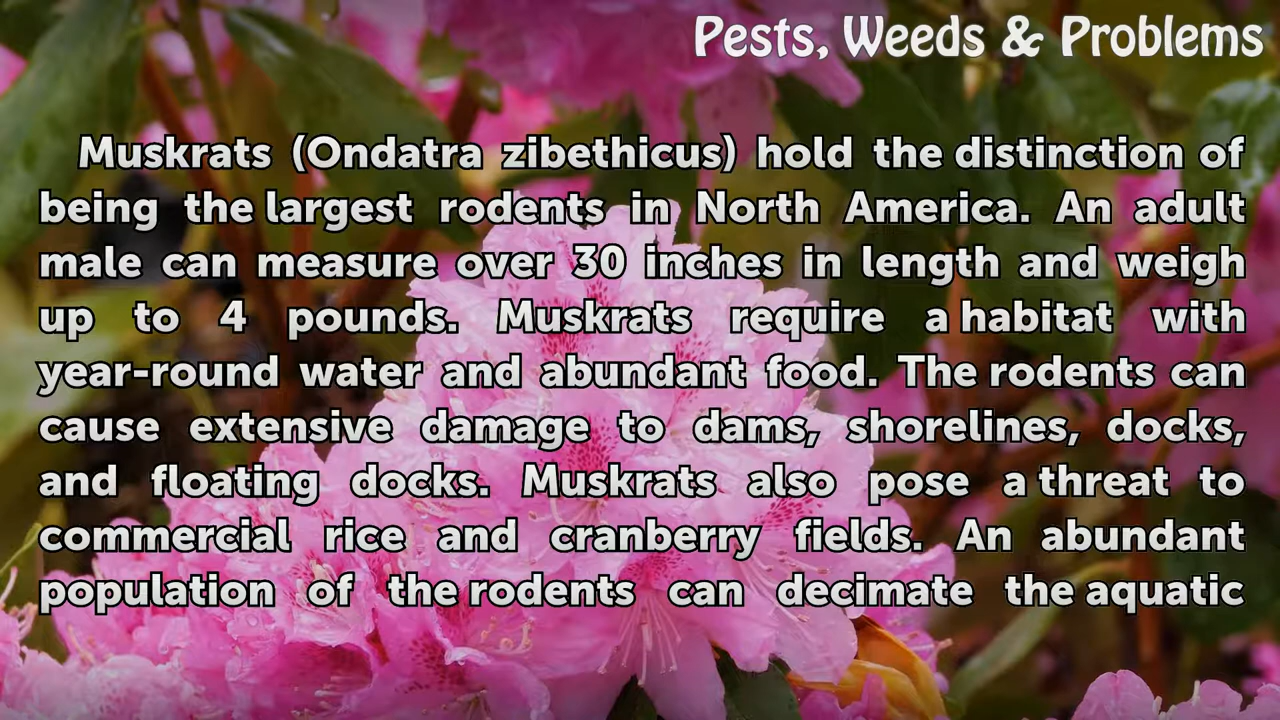 Pests, Weeds & Problems
Muskrats (Ondatra zibethicus) hold the distinction of
being the largest rodents in North America. An adult
male can measure over 30 inches in length and weigh
up to 4 pounds. Muskrats require a habitat with
year-round water and abundant food. The rodents can
cause extensive damage to dams, shorelines, docks,
and floating docks. Muskrats also pose a threat to
commercial rice and cranberry fields. An abundant
population of the rodents can decimate the aquatic